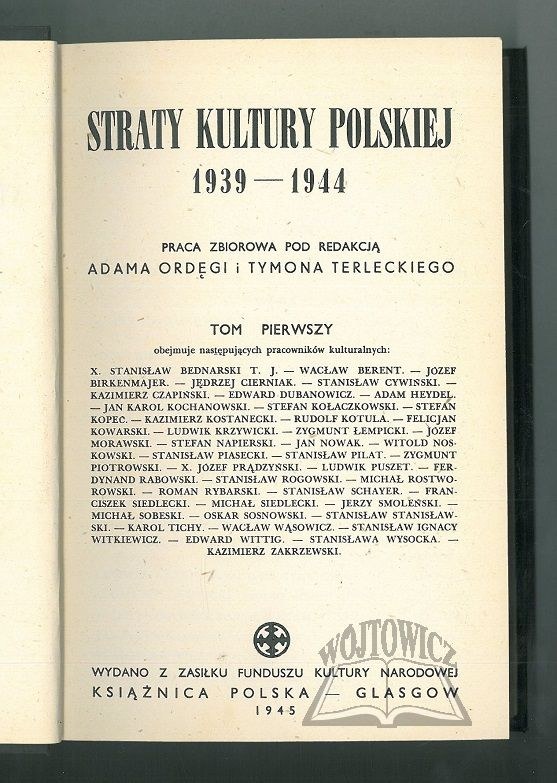 STRATY KULTURY POLSKIEJ
1939 — 1944
PRACA ZBIOROWA POD REDAKCJĄ
ADAMA ORDĘGI i TYMONA TERLECKIEGO
TOM PIERWSZY
obejmuje następujących pracowników kulturalnych:
X. STANISŁAW BEDNARSKI T. J. — WACŁAW BERENT. — JÓZEF
BIRKENMAJER. — JĘDRZEJ CIERNIAK. — STANISŁAW CYWIŃSKI. —
KAZIMIERZ CZAPIŃSKI. — EDWARD DUBANOWICZ. — ADAM HEYDEL.
— JAN KAROL KOCHANOWSKI. — STEFAN KOŁACZKOWSKI. — STEFAN
KOPEĆ. — KAZIMIERZ KOSTANECKI. — RUDOLF KOTULA. — FELICJAN
KOWARSKI. — LUDWIK KRZYWICKI. — ZYGMUNT ŁEMPICKI. — JÓZEF
MORAWSKI. — STEFAN NAPIERSKI. — JAN NOWAK. — WITOLD NOS-
KOWSKI. — STANISŁAW PIASECKI. — STANISŁAW PILAT. — ZYGMUNT
PIOTROWSKI. — X. JÓZEF PRĄDZYŃSKI. — LUDWIK PUSZET. — FER-
DYNAND RABOWSKI. — STANISŁAW ROGOWSKI. — MICHAŁ ROSTWO-
ROWSKI. — ROMAN RYBARSKI. — STANISŁAW SCHAYER. — FRAN-
CISZEK SIEDLECKI. — MICHAŁ SIEDLECKI. — JERZY SMOLEŃSKI. —
MICHAŁ SOBESKI. — OSKAR SOSNOWSKI. — STANISŁAW STANISŁAW-
SKI. — KAROL TICHY. — WACŁAW WĄSOWICZ. — STANISŁAW IGNACY
WITKIEWICZ. — EDWARD WITTIG. — STANISŁAWA WYSOCKA. —
KAZIMIERZ ZAKRZEWSKI.
WÓJTOWICZ
WYDANO Z ZASIŁKU FUNDUSZU KULTURY NARODOWEJ
KSIĄŻNICA POLSKA — GLASGOW
1945